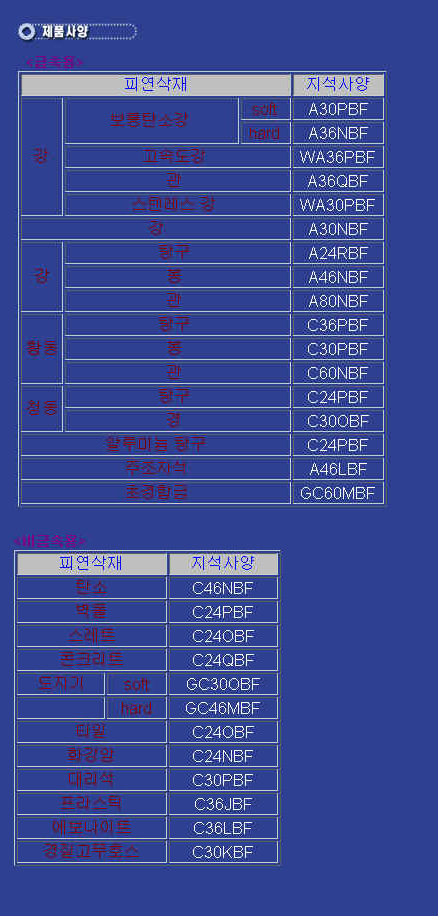 제품사양
<금속용>
피연삭재 지석사양
강 보통탄소강 soft A30PBF
hard A36NBF
고속도강 WA36PBF
관 A36QBF
스텐레스 강 WA30PBF
강 A30NBF
강 탕구 A24RBF
봉 A46NBF
관 A80NBF
황동 탕구 C36PBF
봉 C30PBF
관 C60NBF
청동 탕구 C24PBF
경 C30OBF
알루미늄 탕구 C24PBF
주조자석 A46LBF
초경합금 GC60MBF
<비금속용>
피연삭재 지석사양
탄소 C46NBF
벽돌 C24PBF
스레트 C24OBF
콘크리트 C24QBF
도자기 soft GC30OBF
hard GC46MBF
타일 C24OBF
화강암 C24NBF
대리석 C30PBF
프라스틱 C36JBF
에보나이트 C36LBF
경질고무호스 C30KBF